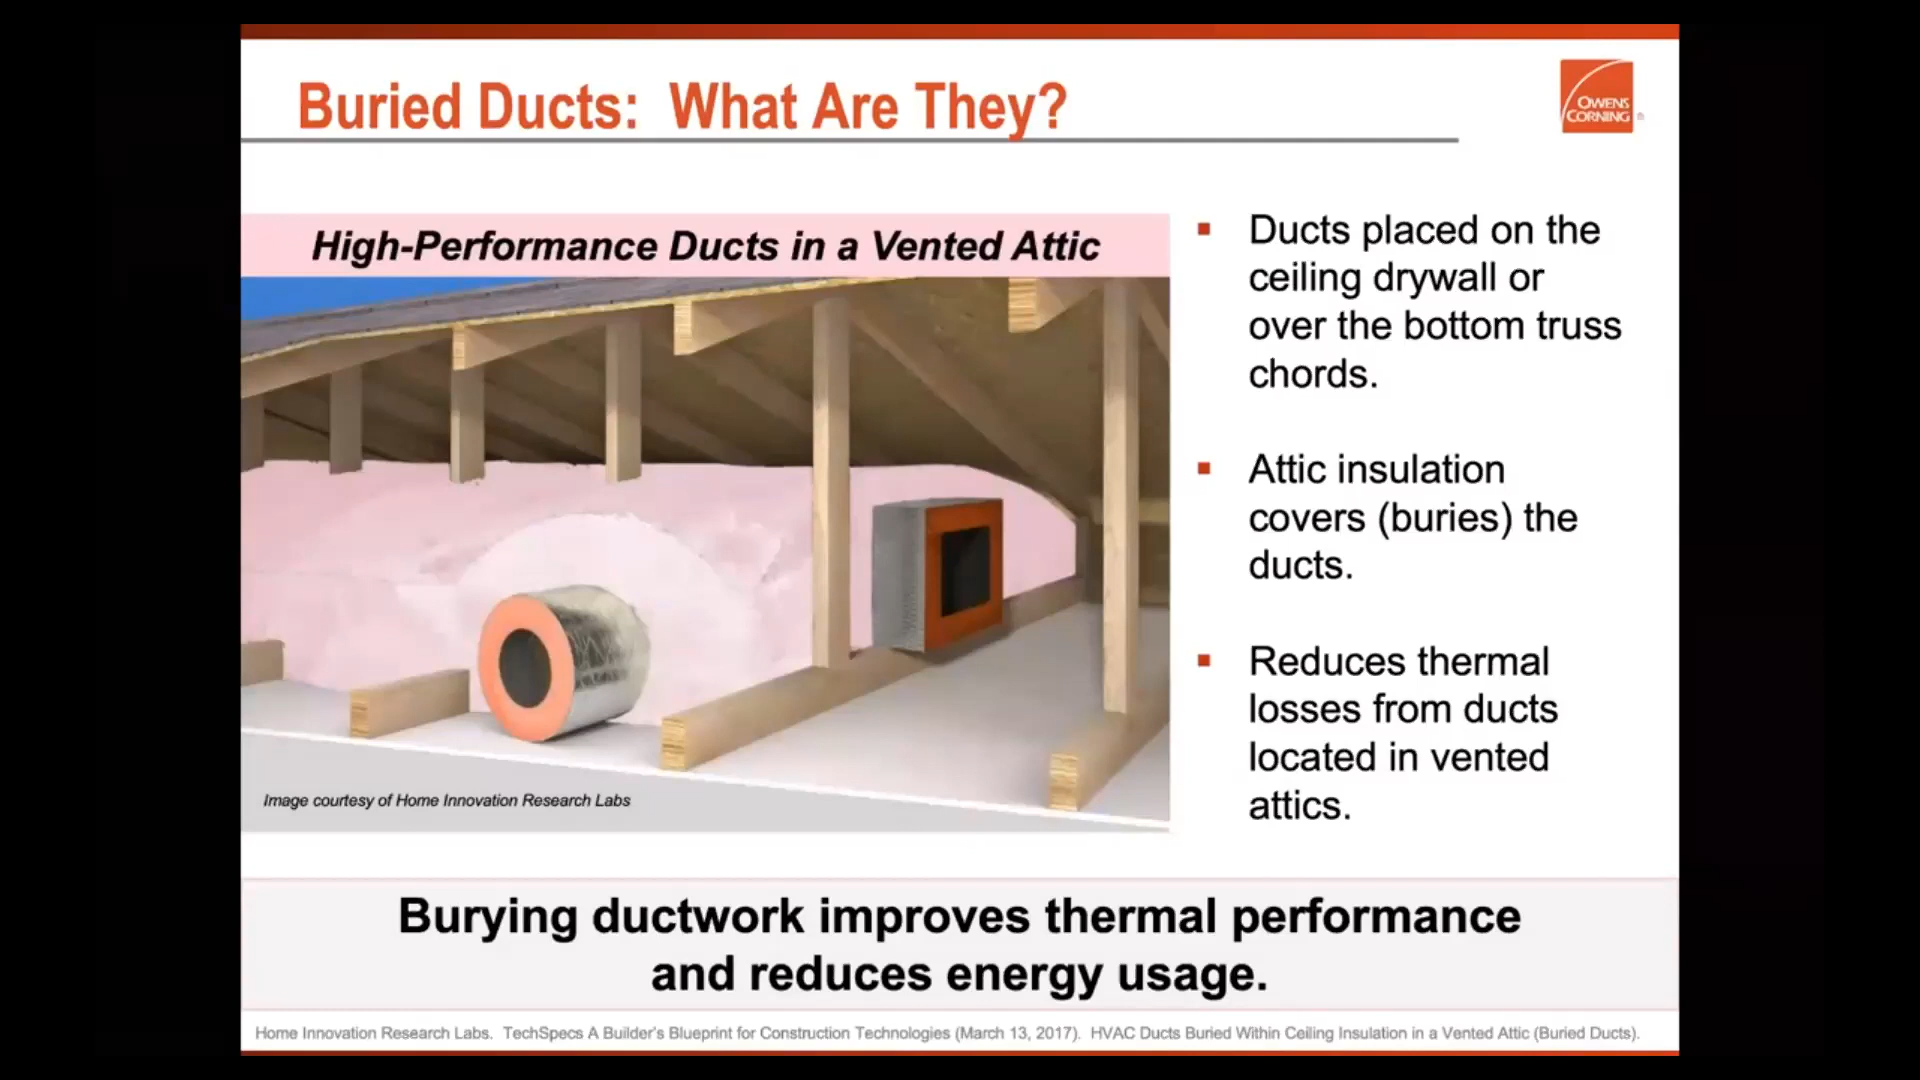 Buried Ducts: What Are They?
OWENS
CORNING
®
High-Performance Ducts in a Vented Attic
Image courtesy of Home Innovation Research Labs
▪ Ducts placed on the
ceiling drywall or
over the bottom truss
chords.
▪ Attic insulation
covers (buries) the
ducts.
▪ Reduces thermal
losses from ducts
located in vented
attics.
Burying ductwork improves thermal performance
and reduces energy usage.
Home Innovation Research Labs. TechSpecs A Builder's Blueprint for Construction Technologies (March 13, 2017). HVAC Ducts Buried Within Ceiling Insulation in a Vented Attic (Buried Ducts).